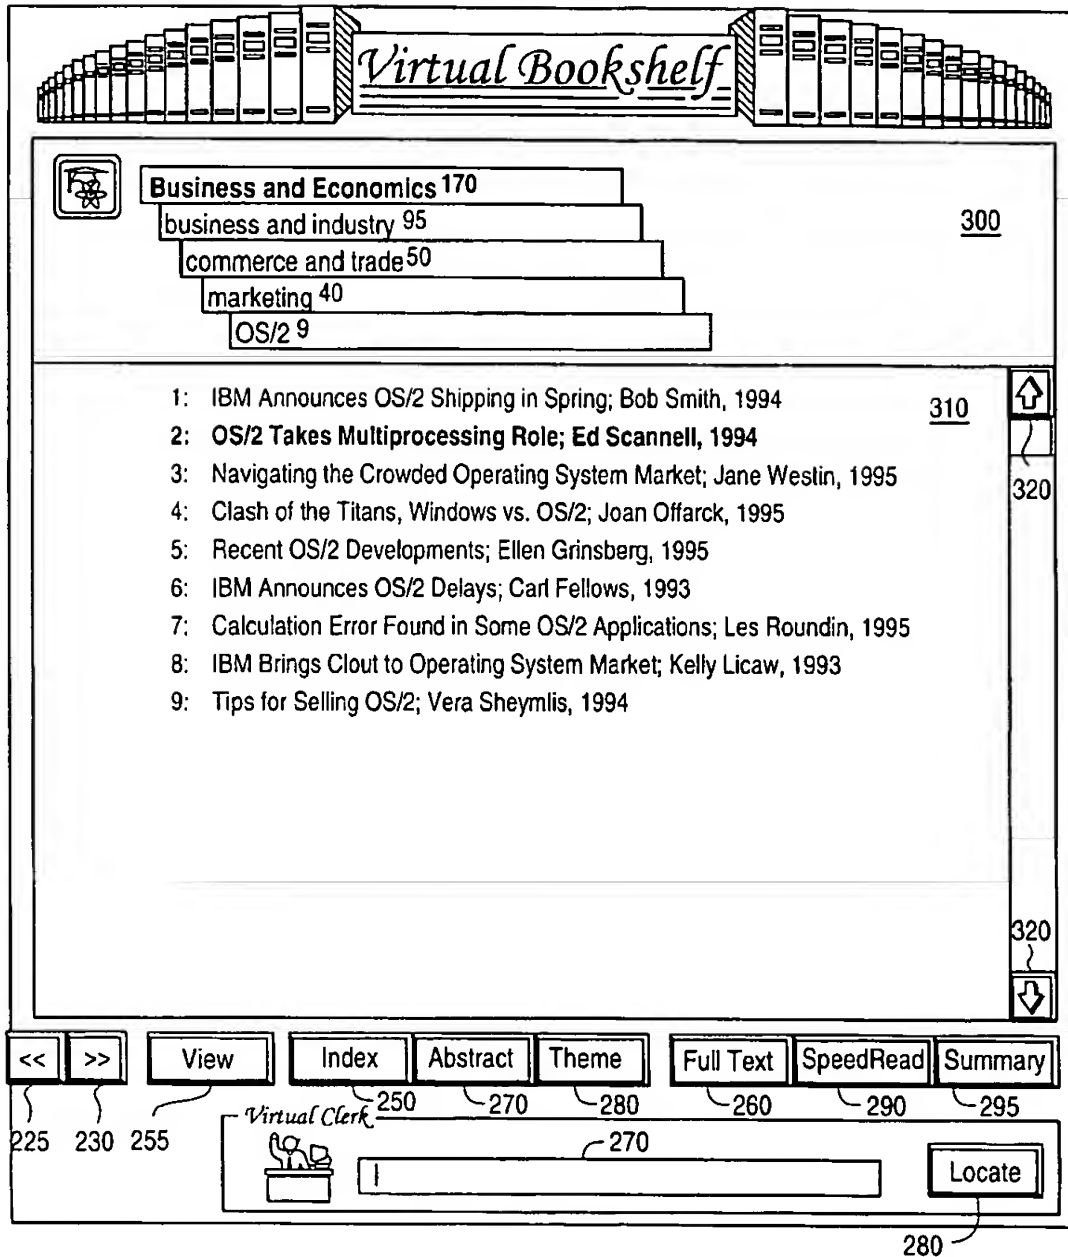 Virtual Bookshelf
Business and Economics 170
business and industry 95
300
commerce and trade 50
marketing 40
OS/2 9
1: IBM Announces OS/2 Shipping in Spring; Bob Smith, 1994
310
2: OS/2 Takes Multiprocessing Role; Ed Scannell, 1994
3: Navigating the Crowded Operating System Market; Jane Westin, 1995
320
4: Clash of the Titans, Windows vs. OS/2; Joan Offarck, 1995
5: Recent OS/2 Developments; Ellen Grinsberg, 1995
6: IBM Announces OS/2 Delays; Carl Fellows, 1993
7: Calculation Error Found in Some OS/2 Applications; Les Roundin, 1995
8: IBM Brings Clout to Operating System Market; Kelly Licaw, 1993
9: Tips for Selling OS/2; Vera Sheymlis, 1994
320
<< >> View Index Abstract Theme Full Text SpeedRead Summary
225 230 255 250 270 280 260 290 295
Virtual Clerk
270
Locate
280